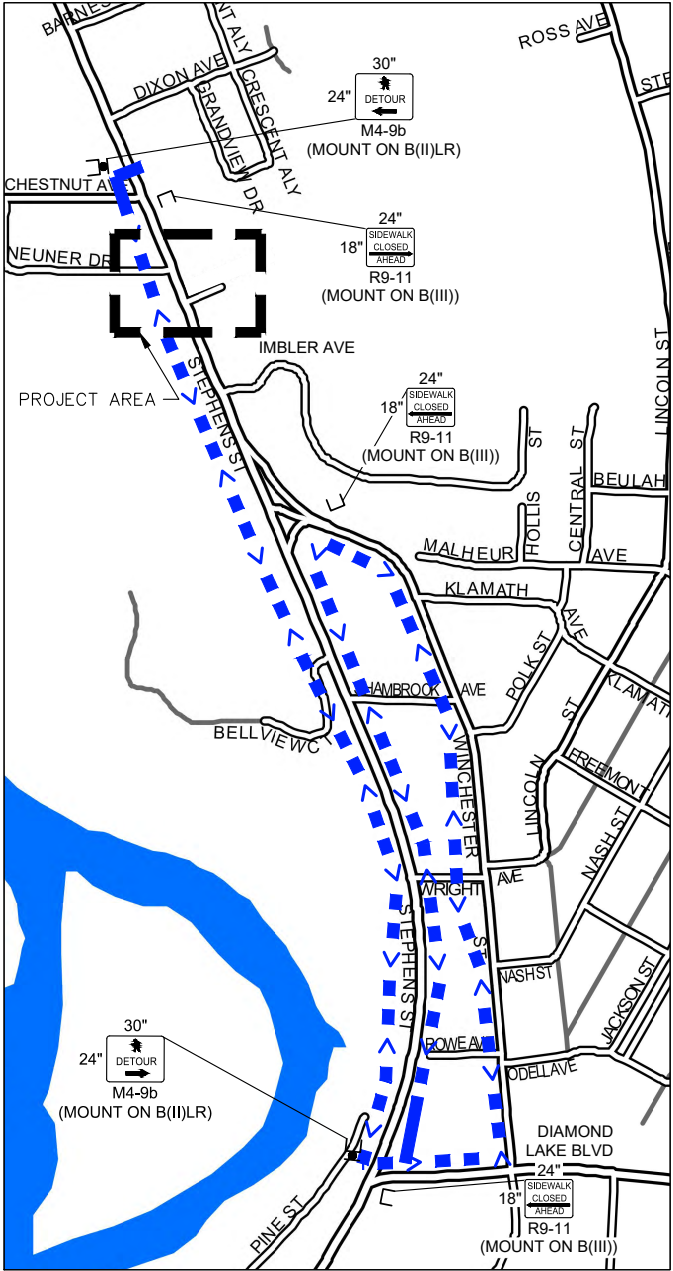 BARNES
NT ALY
ROSS AVE
STE
DIXON AVE
CRESCENT ALY
GRANDVIEW DR
30"
24"
DETOUR
M4-9b
(MOUNT ON B(II)LR)
CHESTNUT AVE
24"
18"
SIDEWALK
CLOSED
AHEAD
R9-11
(MOUNT ON B(III))
NEUNER DR
PROJECT AREA
STEPHENS ST
IMBLER AVE
LINCOLN ST
24"
18"
SIDEWALK
CLOSED
AHEAD
R9-11
(MOUNT ON B(III))
HOLLIS ST
CENTRAL ST
BEULAH
MALHEUR AVE
KLAMATH AVE
POLK ST
KLAMATH
SHAMBROOK AVE
BELLVIEW CT
WINCHESTER ST
LINCOLN ST
FREEMONT
NASH ST
WRIGHT AVE
STEPHENS ST
NASH ST
JACKSON ST
ROWE AVE
ODELL AVE
30"
24"
DETOUR
M4-9b
(MOUNT ON B(II)LR)
PINE ST
DIAMOND
LAKE BLVD
24"
18"
SIDEWALK
CLOSED
AHEAD
R9-11
(MOUNT ON B(III))